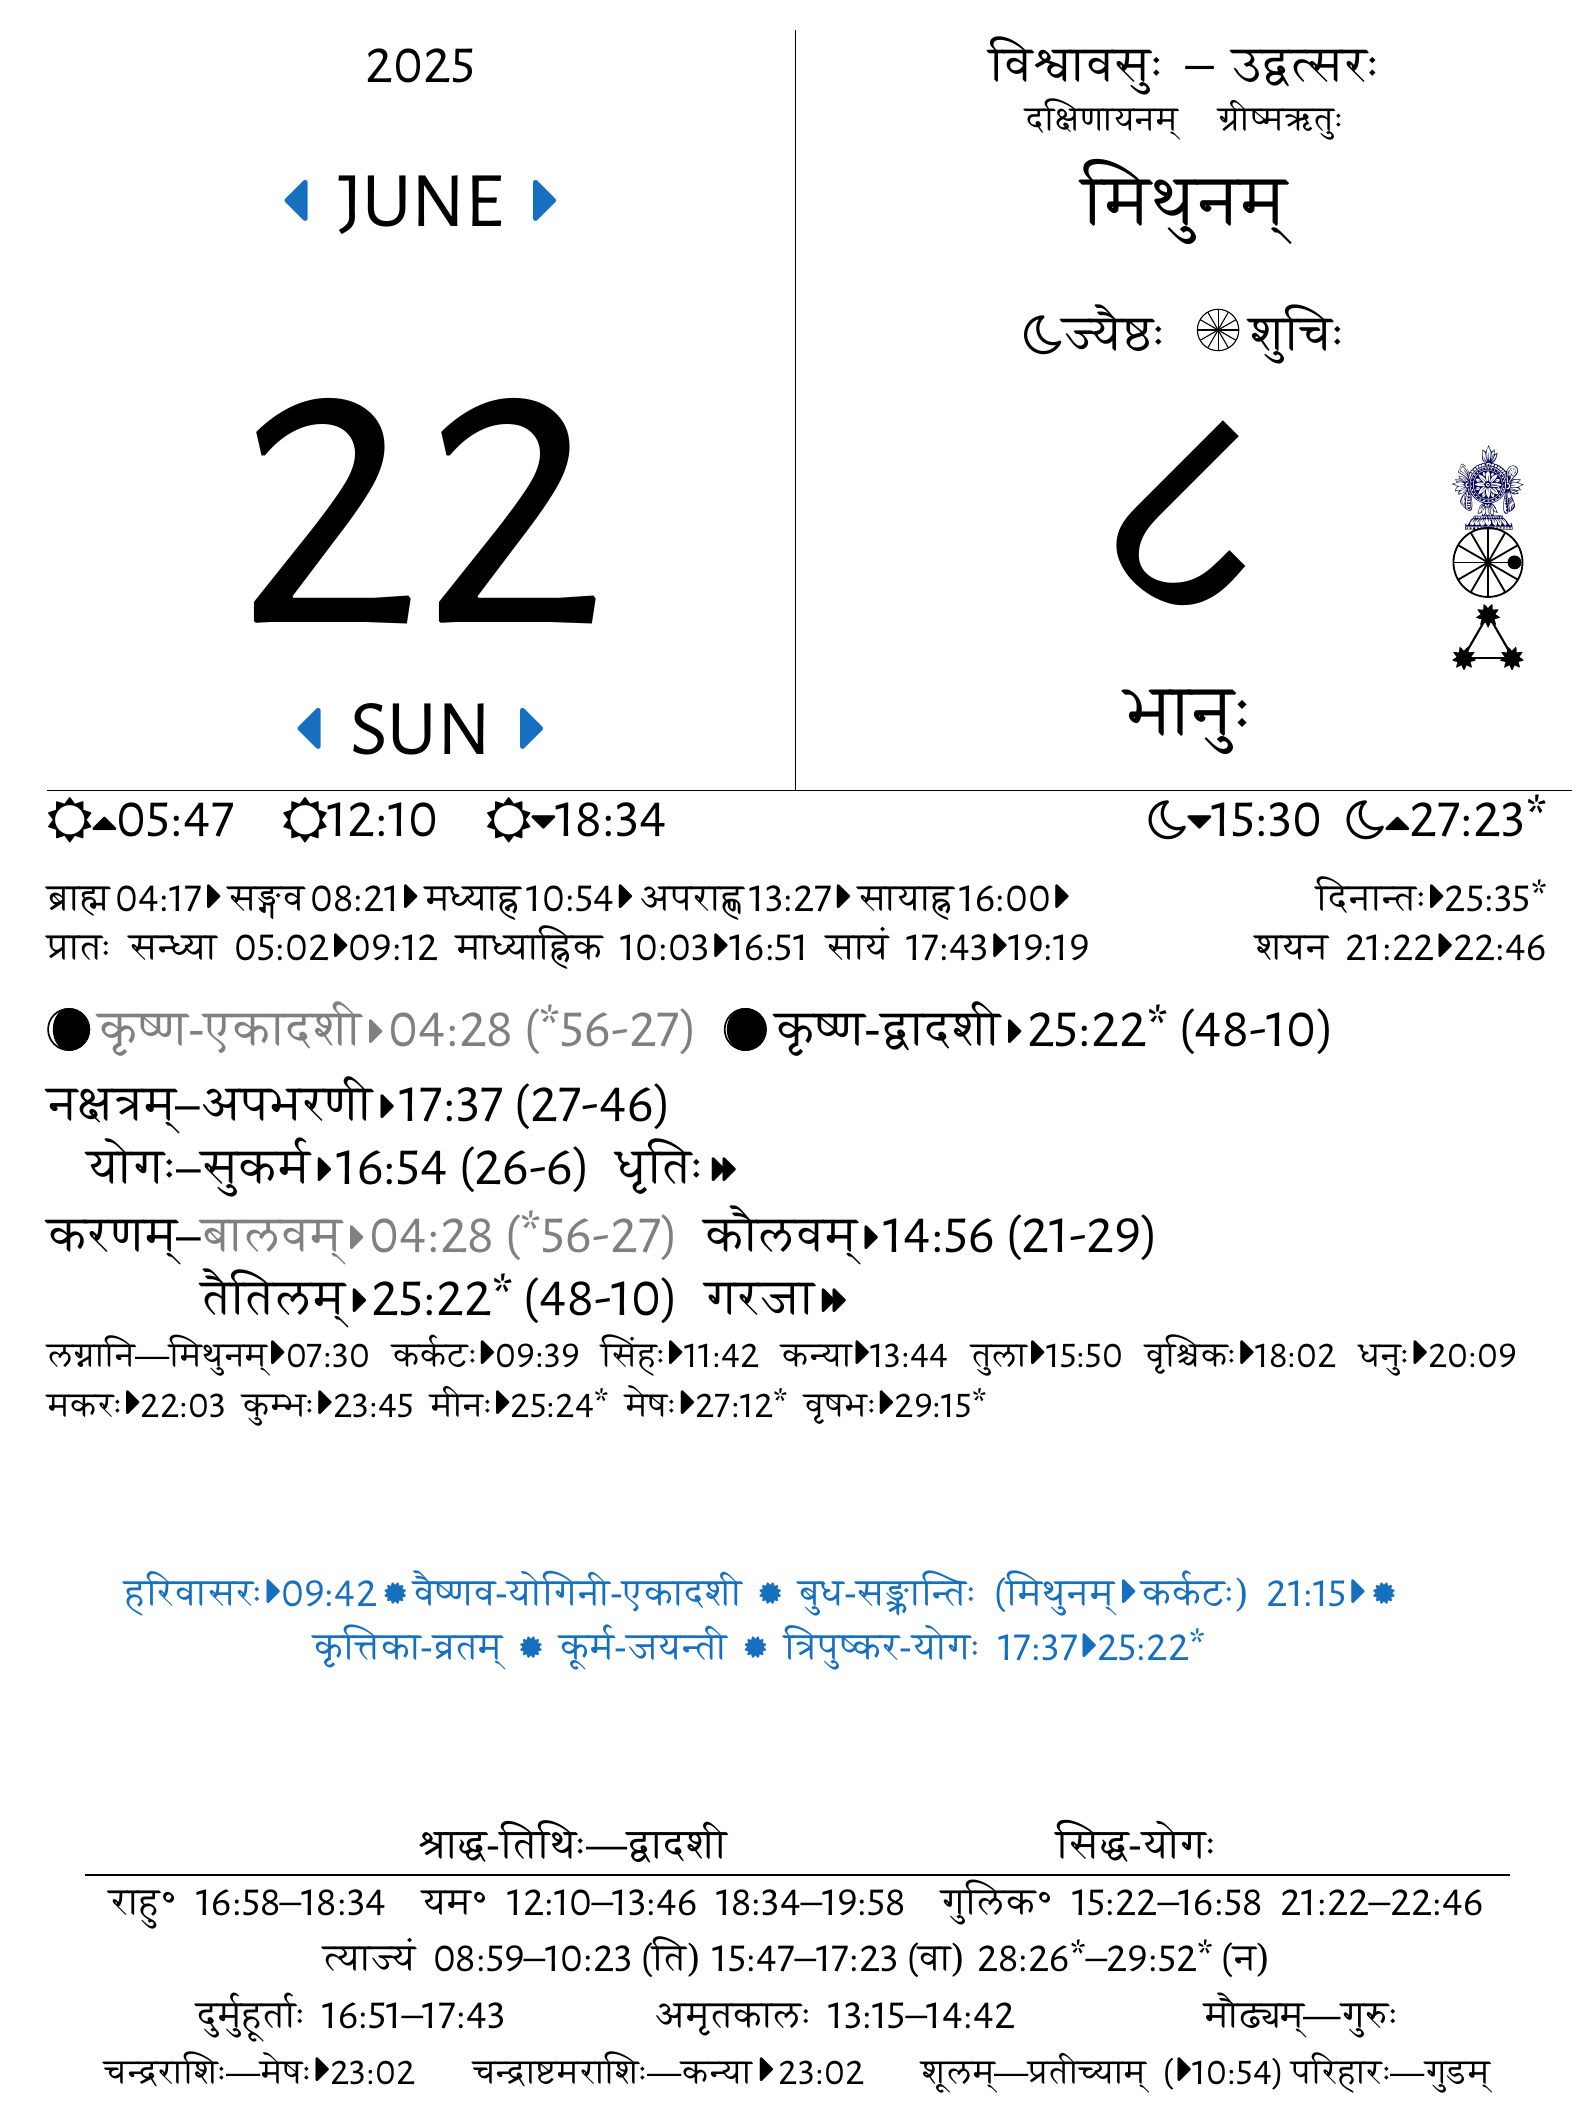 2025
JUNE
22
SUN
विश्वावसुः – उद्वत्सरः
दक्षिणायनम् ग्रीष्मऋतुः
मिथुनम्
ज्यैष्ठः शुचिः
८
भानुः
05:47 12:10 18:34 15:30 27:23*
ब्राह्म 04:17 सङ्गव 08:21 मध्याह्न 10:54 अपराह्ण 13:27 सायाह्न 16:00 दिनान्तः 25:35*
प्रातः सन्ध्या 05:02 09:12 माध्याह्निक 10:03 16:51 सायं 17:43 19:19 शयन 21:22 22:46
कृष्ण-एकादशी 04:28 (*56-27) कृष्ण-द्वादशी 25:22* (48-10)
नक्षत्रम्–अपभरणी 17:37 (27-46)
योगः–सुकर्म 16:54 (26-6) धृतिः
करणम्–बालवम् 04:28 (*56-27) कौलवम् 14:56 (21-29)
तैतिलम् 25:22* (48-10) गरजा
लग्नानि—मिथुनम् 07:30 कर्कटः 09:39 सिंहः 11:42 कन्या 13:44 तुला 15:50 वृश्चिकः 18:02 धनुः 20:09
मकरः 22:03 कुम्भः 23:45 मीनः 25:24* मेषः 27:12* वृषभः 29:15*
हरिवासरः 09:42 वैष्णव-योगिनी-एकादशी बुध-सङ्क्रान्तिः (मिथुनम् कर्कटः) 21:15
कृत्तिका-व्रतम् कूर्म-जयन्ती त्रिपुष्कर-योगः 17:37 25:22*
श्राद्ध-तिथिः—द्वादशी सिद्ध-योगः
राहु° 16:58–18:34 यम° 12:10–13:46 18:34–19:58 गुलिक° 15:22–16:58 21:22–22:46
त्याज्यं 08:59–10:23 (ति) 15:47–17:23 (वा) 28:26*–29:52* (न)
दुर्मुहूर्ताः 16:51–17:43 अमृतकालः 13:15–14:42 मौढ्यम्—गुरुः
चन्द्रराशिः—मेषः 23:02 चन्द्राष्टमराशिः—कन्या 23:02 शूलम्—प्रतीच्याम् ( 10:54) परिहारः—गुडम्